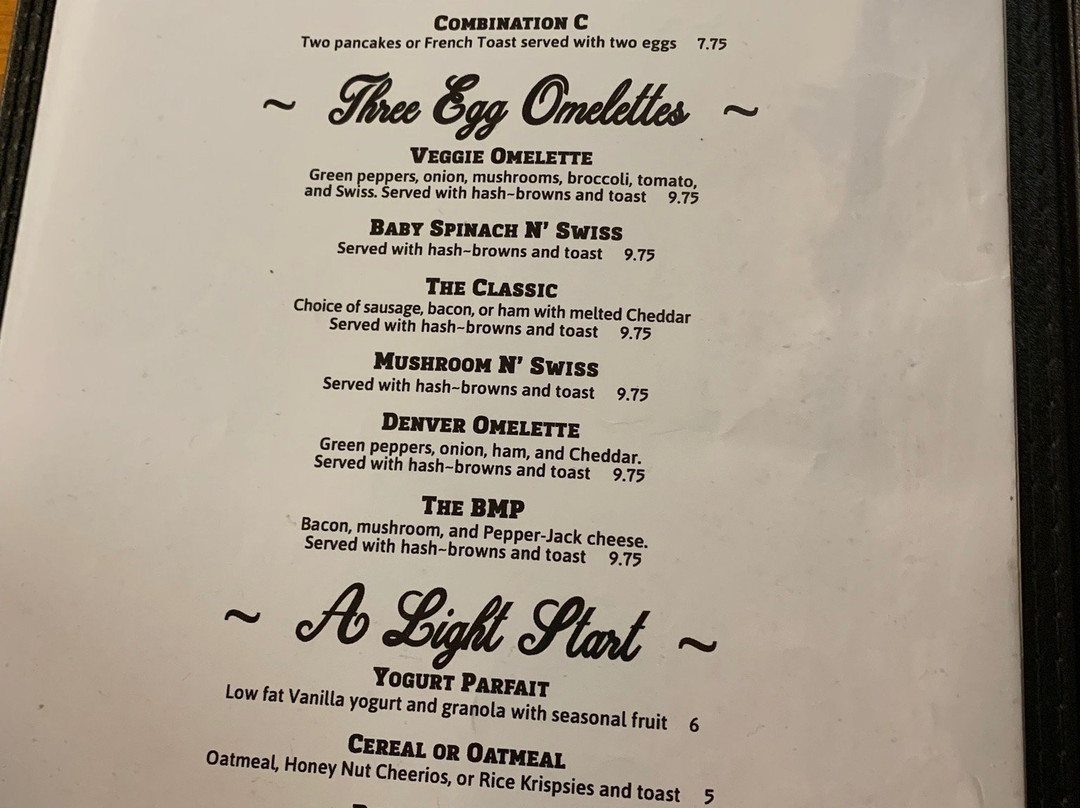 COMBINATION C
Two pancakes or French Toast served with two eggs 7.75
~ Three Egg Omelettes ~
VEGGIE OMELETTE
Green peppers, onion, mushrooms, broccoli, tomato,
and Swiss. Served with hash~browns and toast 9.75
BABY SPINACH N' SWISS
Served with hash~browns and toast 9.75
THE CLASSIC
Choice of sausage, bacon, or ham with melted Cheddar
Served with hash~browns and toast 9.75
MUSHROOM N' SWISS
Served with hash~browns and toast 9.75
DENVER OMELETTE
Green peppers, onion, ham, and Cheddar.
Served with hash~browns and toast 9.75
THE BMP
Bacon, mushroom, and Pepper-Jack cheese.
Served with hash~browns and toast 9.75
~ A Light Start ~
YOGURT PARFAIT
Low fat Vanilla yogurt and granola with seasonal fruit 6
CEREAL OR OATMEAL
Oatmeal, Honey Nut Cheerios, or Rice Krispsies and toast 5